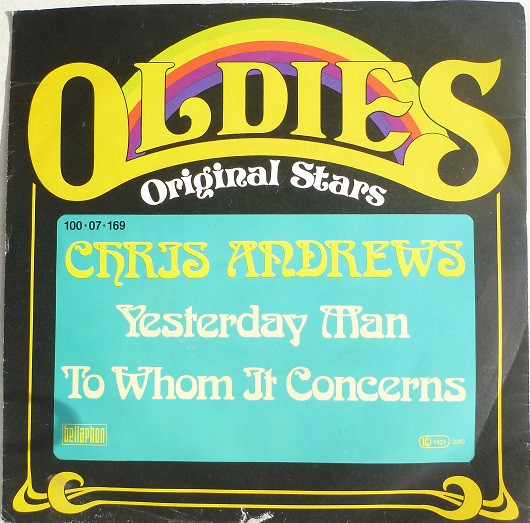 OLDIES
Original Stars
100·07·169
CHRIS ANDREWS
Yesterday Man
To Whom It Concerns
bellaphon